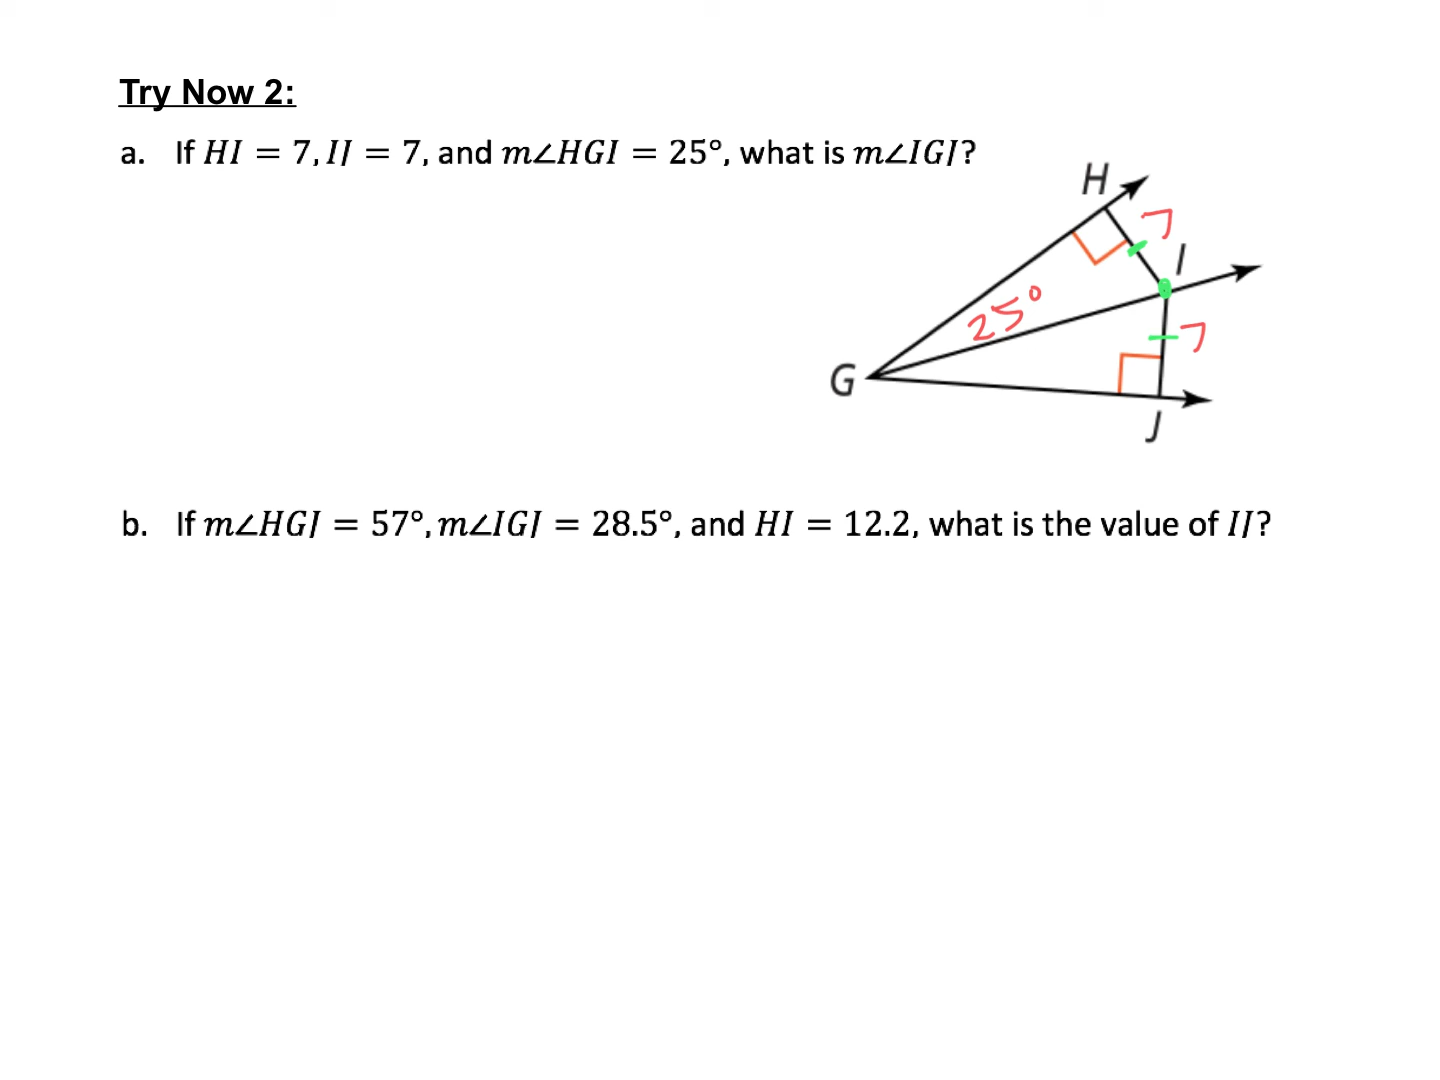 Try Now 2:
a. If HI = 7, IJ = 7, and m∠HGI = 25°, what is m∠IGJ?
H
7
I
25°
7
G
J
b. If m∠HGJ = 57°, m∠IGJ = 28.5°, and HI = 12.2, what is the value of IJ?